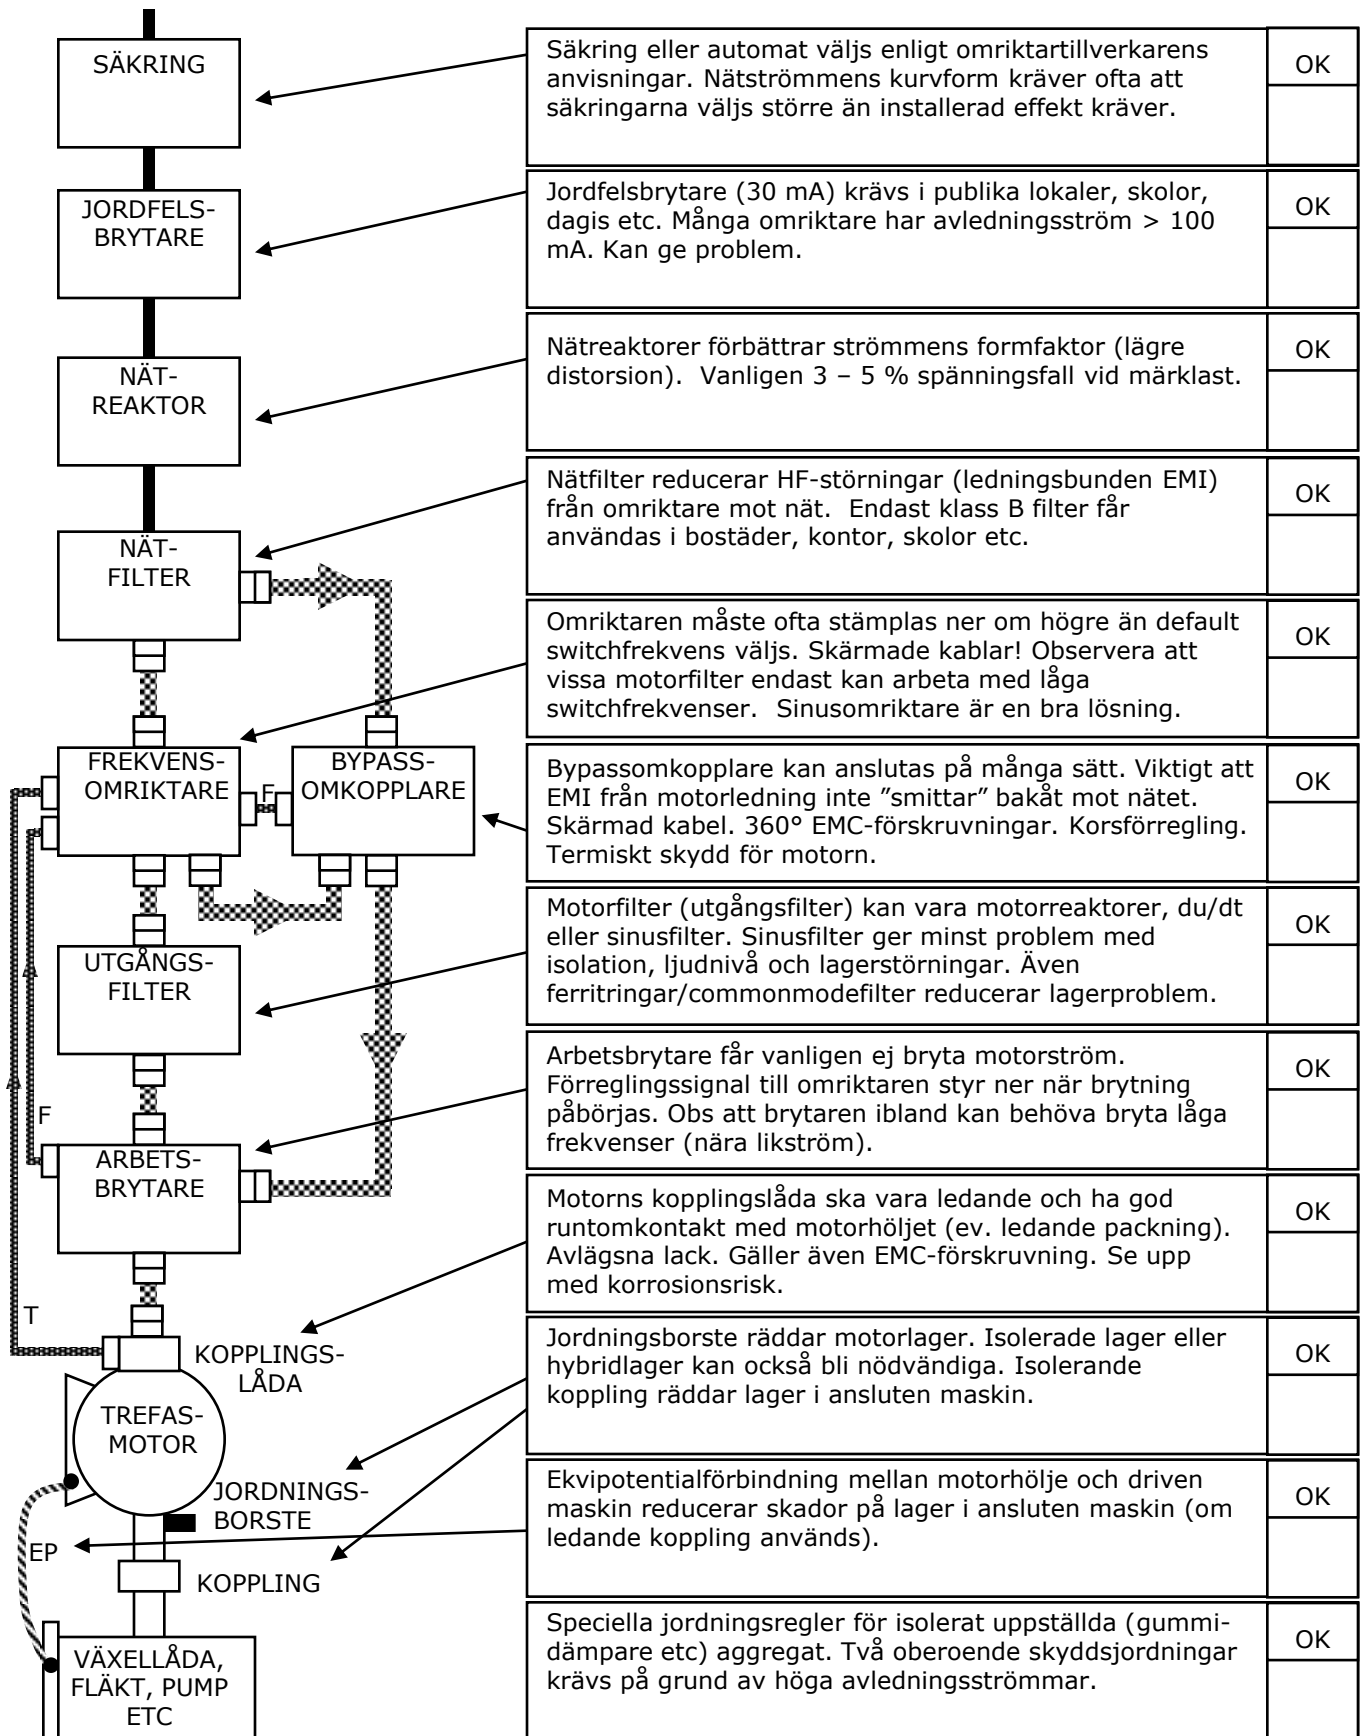 SÄKRING
Säkring eller automat väljs enligt omriktartillverkarens
anvisningar. Nätströmmens kurvform kräver ofta att
säkringarna väljs större än installerad effekt kräver.
OK
JORDFELS-
BRYTARE
Jordfelsbrytare (30 mA) krävs i publika lokaler, skolor,
dagis etc. Många omriktare har avledningsström > 100
mA. Kan ge problem.
OK
NÄT-
REAKTOR
Nätreaktorer förbättrar strömmens formfaktor (lägre
distorsion). Vanligen 3 – 5 % spänningsfall vid märklast.
OK
NÄT-
FILTER
Nätfilter reducerar HF-störningar (ledningsbunden EMI)
från omriktare mot nät. Endast klass B filter får
användas i bostäder, kontor, skolor etc.
OK
Omriktaren måste ofta stämplas ner om högre än default
switchfrekvens väljs. Skärmade kablar! Observera att
vissa motorfilter endast kan arbeta med låga
switchfrekvenser. Sinusomriktare är en bra lösning.
OK
FREKVENS-
OMRIKTARE
F
BYPASS-
OMKOPPLARE
Bypassomkopplare kan anslutas på många sätt. Viktigt att
EMI från motorledning inte ”smittar” bakåt mot nätet.
Skärmad kabel. 360° EMC-förskruvningar. Korsförregling.
Termiskt skydd för motorn.
OK
UTGÅNGS-
FILTER
Motorfilter (utgångsfilter) kan vara motorreaktorer, du/dt
eller sinusfilter. Sinusfilter ger minst problem med
isolation, ljudnivå och lagerstörningar. Även
ferritringar/commonmodefilter reducerar lagerproblem.
OK
F
ARBETS-
BRYTARE
Arbetsbrytare får vanligen ej bryta motorström.
Förreglingssignal till omriktaren styr ner när brytning
påbörjas. Obs att brytaren ibland kan behöva bryta låga
frekvenser (nära likström).
OK
T
KOPPLINGS-
LÅDA
Motorns kopplingslåda ska vara ledande och ha god
runtomkontakt med motorhöljet (ev. ledande packning).
Avlägsna lack. Gäller även EMC-förskruvning. Se upp
med korrosionsrisk.
OK
TREFAS-
MOTOR
JORDNINGS-
BORSTE
Jordningsborste räddar motorlager. Isolerade lager eller
hybridlager kan också bli nödvändiga. Isolerande
koppling räddar lager i ansluten maskin.
OK
EP
KOPPLING
Ekvipotentialförbindning mellan motorhölje och driven
maskin reducerar skador på lager i ansluten maskin (om
ledande koppling används).
OK
VÄXELLÅDA,
FLÄKT, PUMP
ETC
Speciella jordningsregler för isolerat uppställda (gummi-
dämpare etc) aggregat. Två oberoende skyddsjordningar
krävs på grund av höga avledningsströmmar.
OK